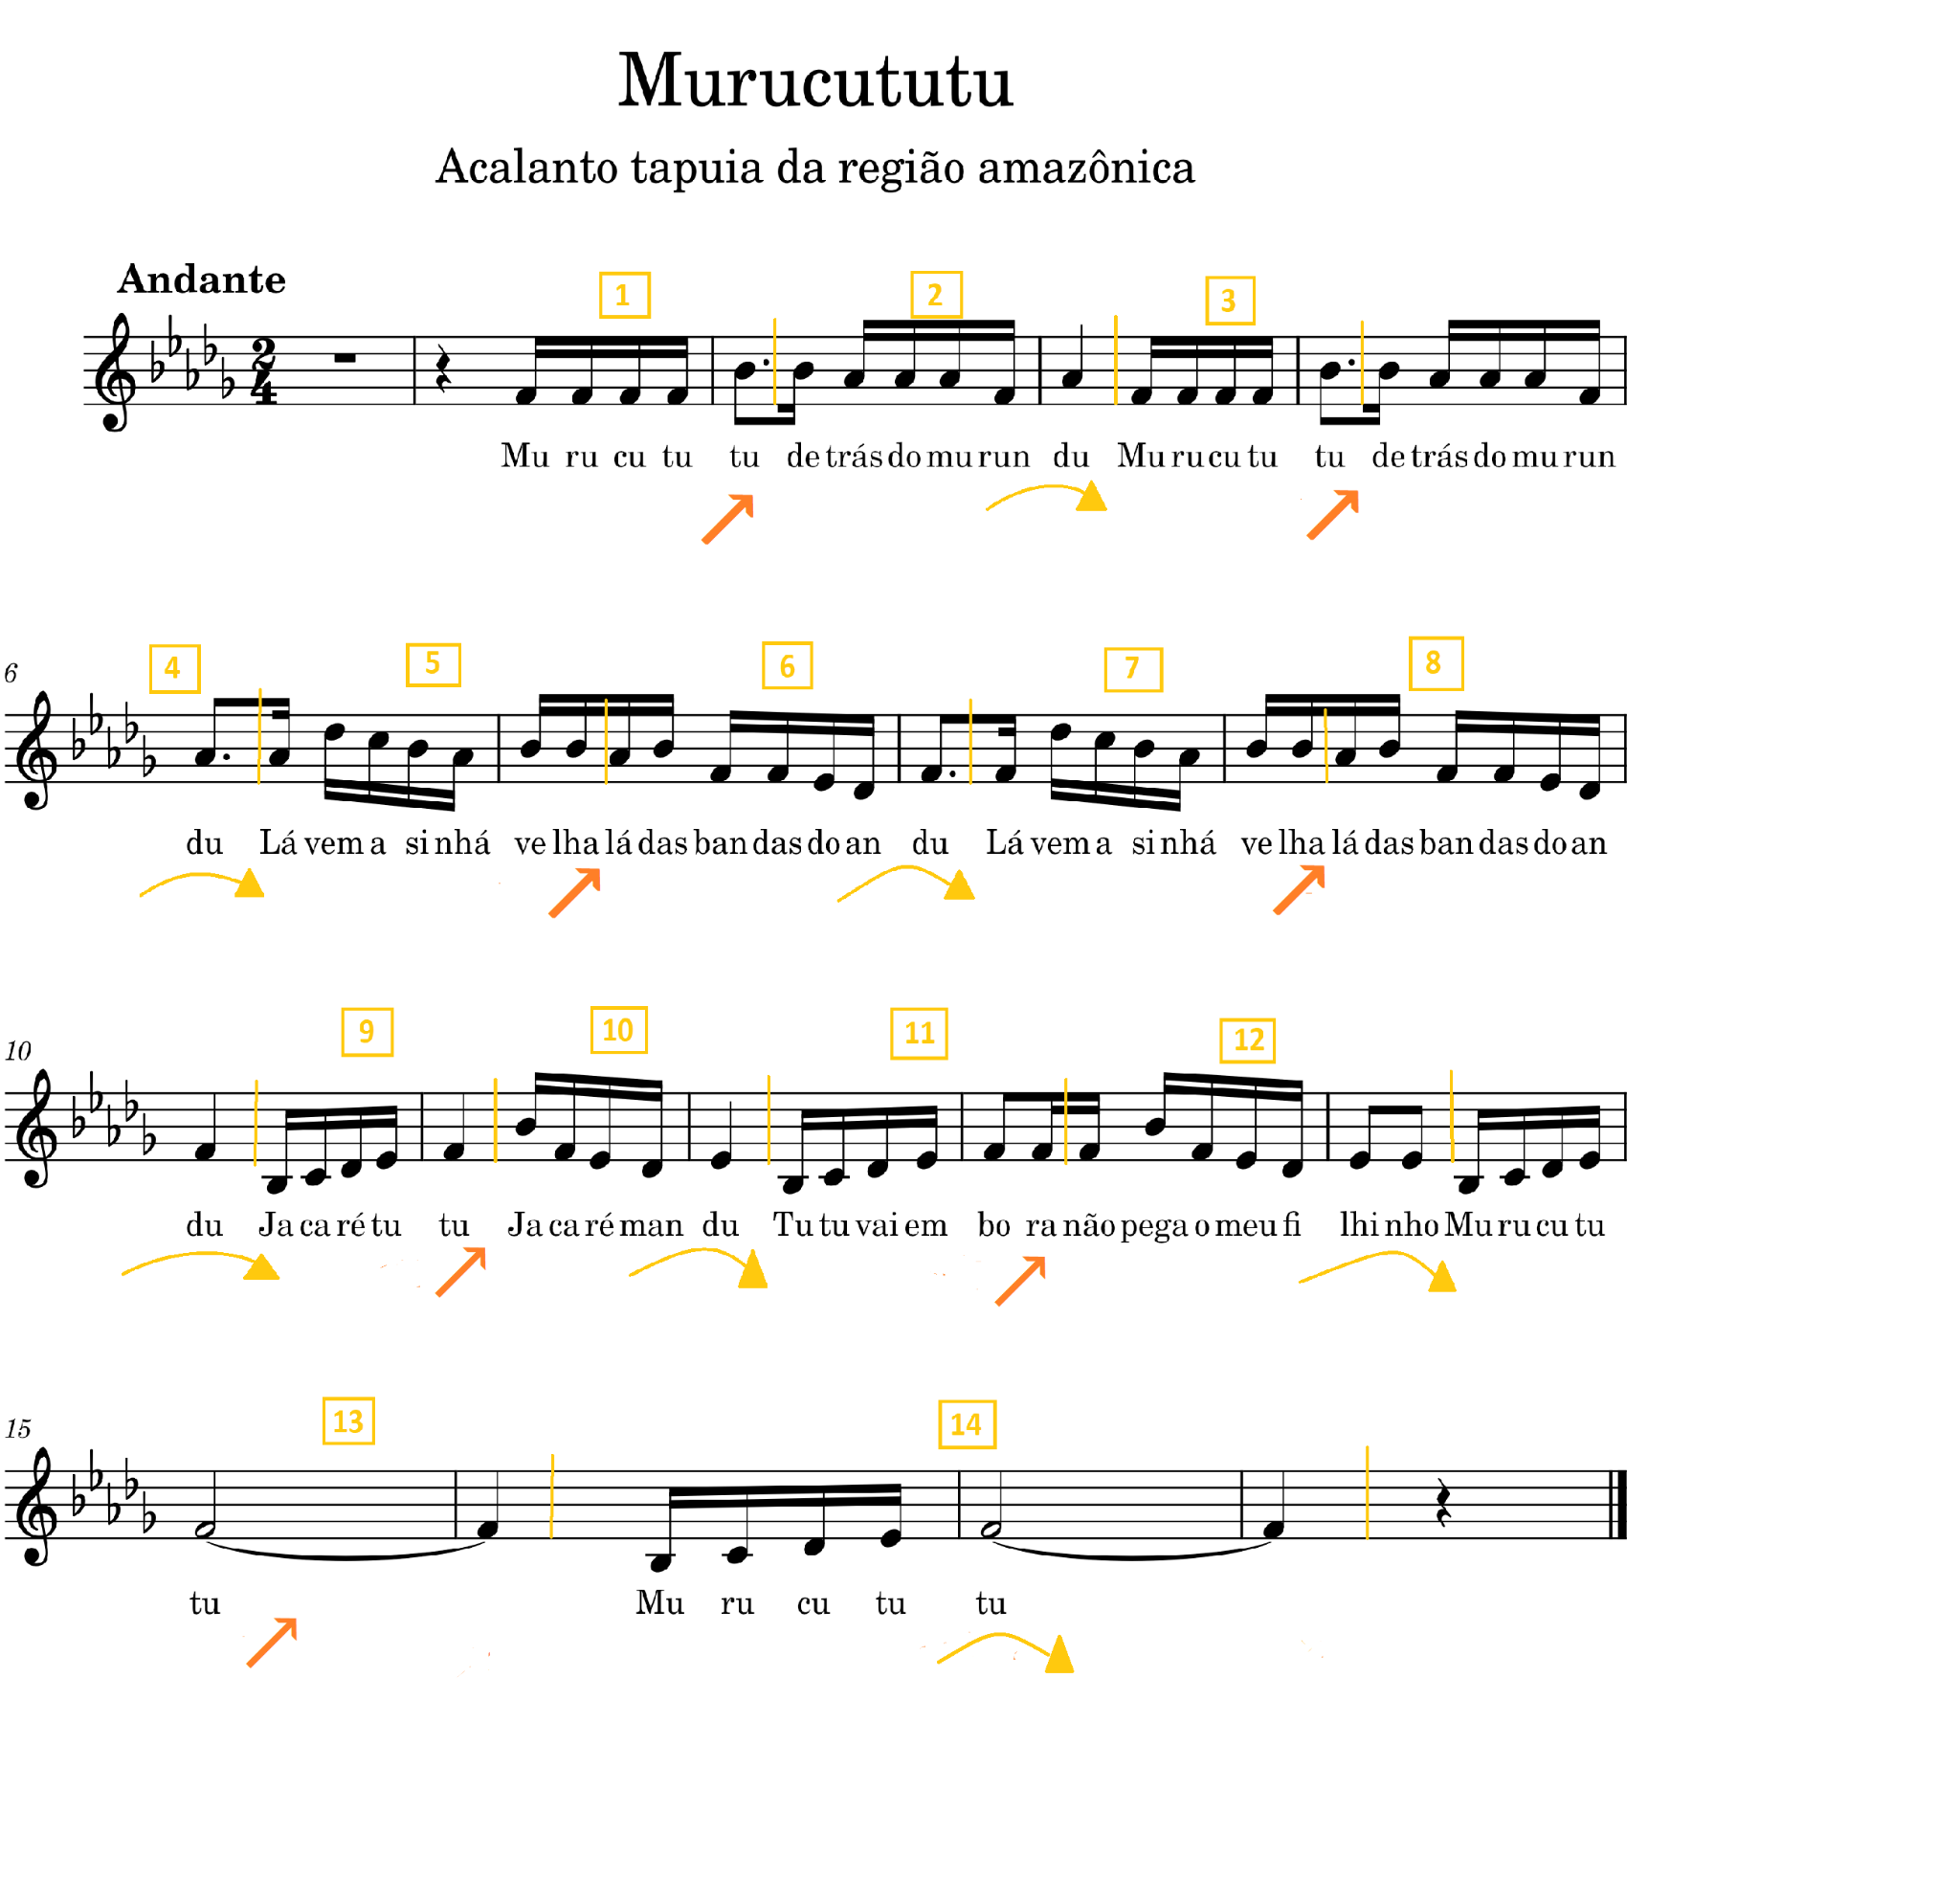 Murucututu
Acalanto tapuia da região amazônica
Andante
1 2 3
2
4
Mu ru cu tu tu de trás do mu run du Mu ru cu tu tu de trás do mu run
4 5 6 7 8
6
du Lá vem a si nhá ve lha lá das ban das do an du Lá vem a si nhá ve lha lá das ban das do an
9 10 11 12
10
du Ja ca ré tu tu Ja ca ré man du Tu tu vai em bo ra não pega o meu fi lhi nho Mu ru cu tu
13 14
15
tu Mu ru cu tu tu